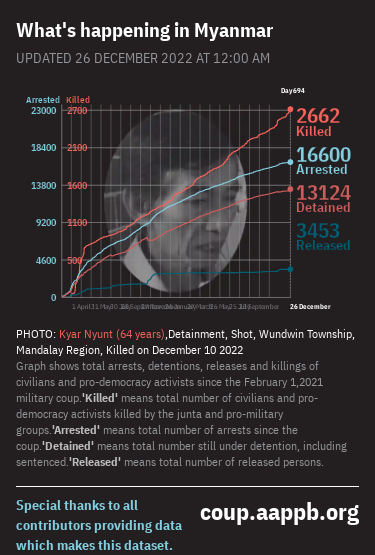 What's happening in Myanmar
UPDATED 26 DECEMBER 2022 AT 12:00 AM
Day694
Arrested Killed
23000 2700
2662
Killed
18400 2100
16600
Arrested
13800 1600
13124
Detained
9200 1100
3453
Released
4600 500
0
26 December
PHOTO: Kyar Nyunt (64 years),Detainment, Shot, Wundwin Township,
Mandalay Region, Killed on December 10 2022
Graph shows total arrests, detentions, releases and killings of
civilians and pro-democracy activists since the February 1,2021
military coup.'Killed' means total number of civilians and pro-
democracy activists killed by the junta and pro-military
groups.'Arrested' means total number of arrests since the
coup.'Detained' means total number still under detention, including
sentenced.'Released' means total number of released persons.
Special thanks to all
contributors providing data
which makes this dataset.
coup.aappb.org